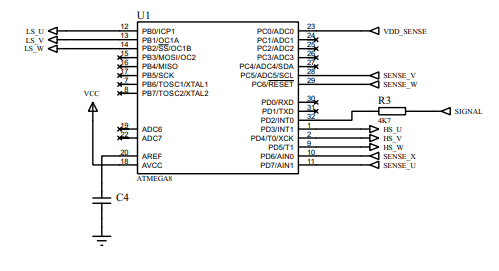 U1
LS_U 12 PB0/ICP1 PC0/ADC0 23 VDD_SENSE
LS_V 13 PB1/OC1A PC1/ADC1 24
LS_W 14 PB2/SS/OC1B PC2/ADC2 25
15 PB3/MOSI/OC2 PC3/ADC3 26
16 PB4/MISO PC4/ADC4/SDA 27
17 PB5/SCK PC5/ADC5/SCL 28 SENSE_V
7 PB6/TOSC1/XTAL1 PC6/RESET 29 SENSE_W
8 PB7/TOSC2/XTAL2
VCC
PD0/RXD 30
PD1/TXD 31
PD2/INT0 32 R3 4K7 SIGNAL
19 ADC6 PD3/INT1 1 HS_U
22 ADC7 PD4/T0/XCK 2 HS_V
PD5/T1 9 HS_W
20 AREF PD6/AIN0 10 SENSE_X
18 AVCC PD7/AIN1 11 SENSE_U
ATMEGA8
C4